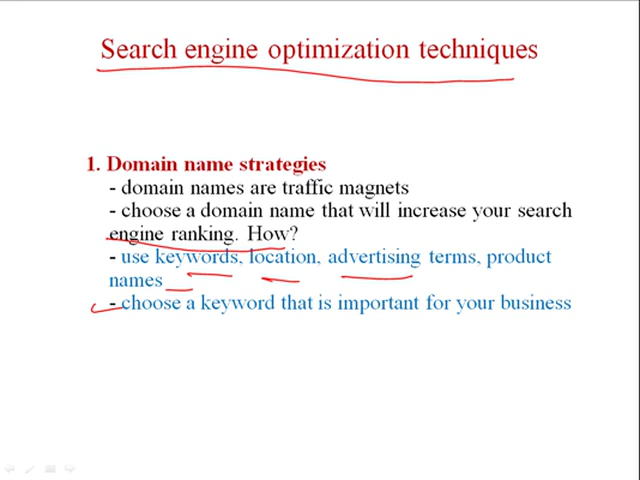 Search engine optimization techniques
1. Domain name strategies
- domain names are traffic magnets
- choose a domain name that will increase your search
engine ranking. How?
- use keywords, location, advertising terms, product
names
- choose a keyword that is important for your business